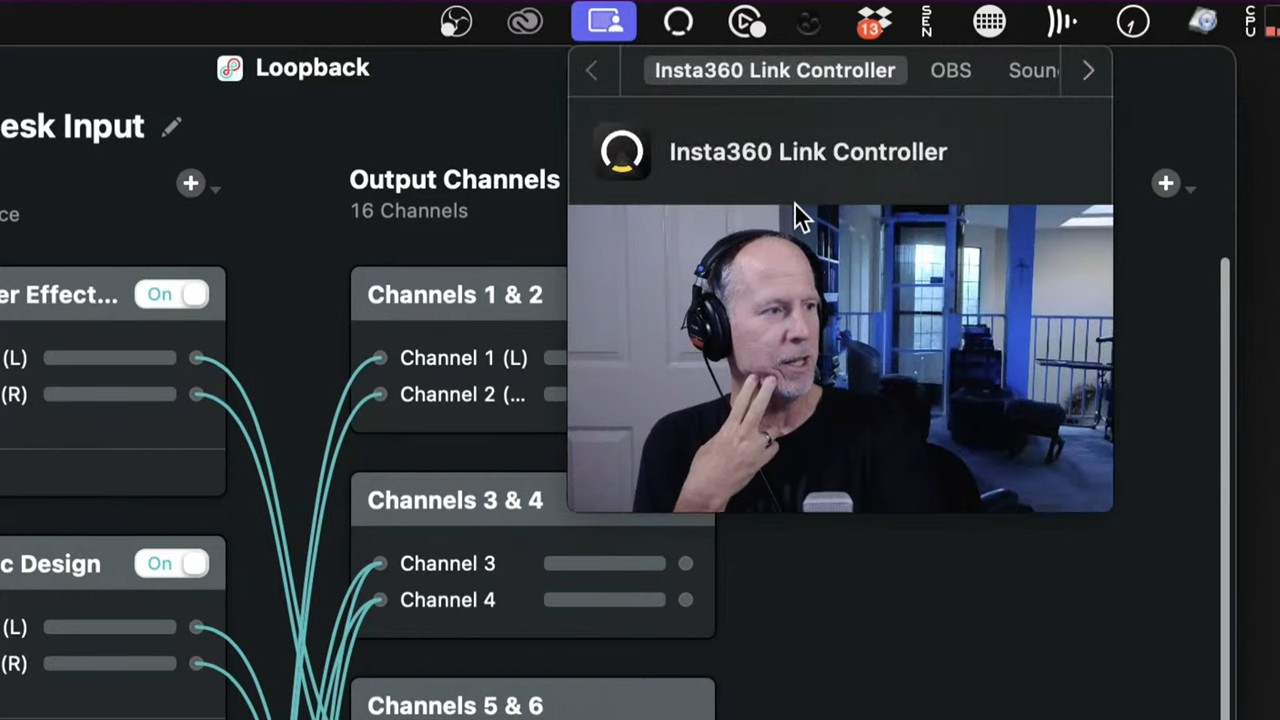 13
SEN
CPU
Loopback
Insta360 Link Controller
OBS
Soun
esk Input
Insta360 Link Controller
ce
Output Channels
16 Channels
er Effect...
On
(L)
(R)
Channels 1 & 2
Channel 1 (L)
Channel 2 (...
Channels 3 & 4
c Design
On
Channel 3
Channel 4
(L)
(R)
Channels 5 & 6